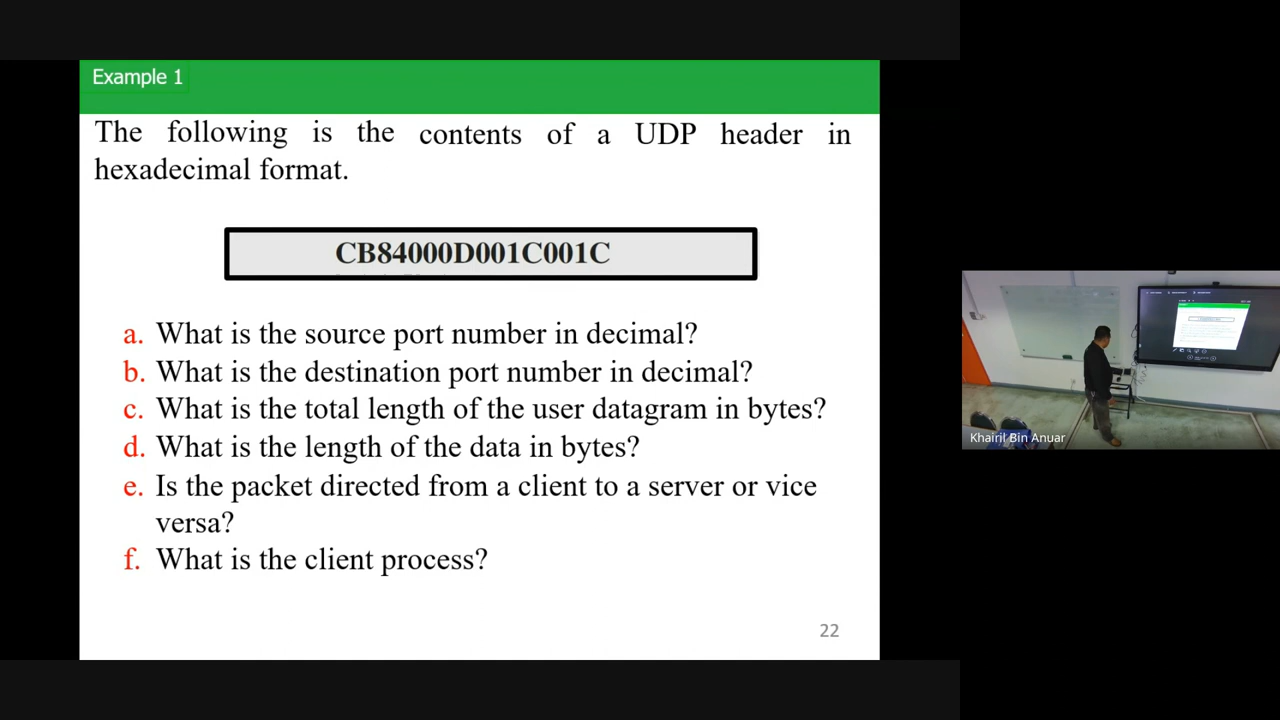 Example 1
The following is the contents of a UDP header in
hexadecimal format.
CB84000D001C001C
a. What is the source port number in decimal?
b. What is the destination port number in decimal?
c. What is the total length of the user datagram in bytes?
d. What is the length of the data in bytes?
e. Is the packet directed from a client to a server or vice
versa?
f. What is the client process?
22
Khairil Bin Anuar